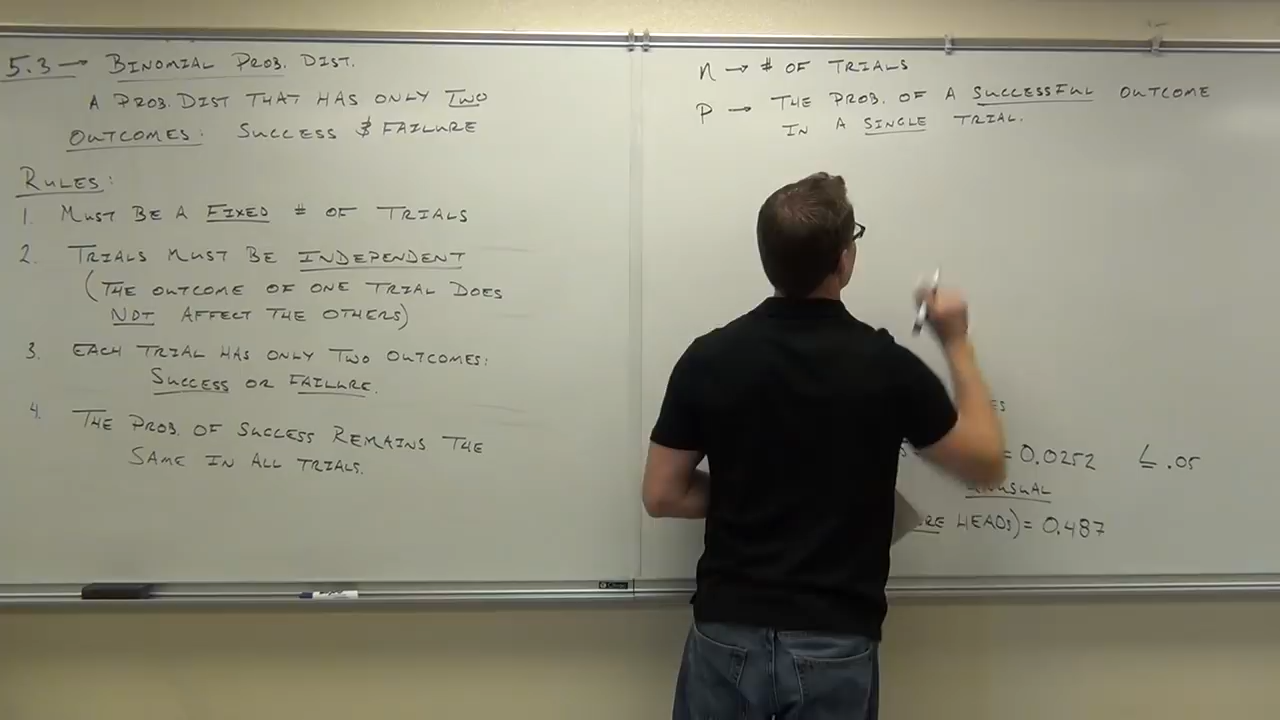 5.3 → BINOMIAL PROB. DIST.
A PROB. DIST THAT HAS ONLY TWO
OUTCOMES: SUCCESS & FAILURE
RULES:
1. MUST BE A FIXED # OF TRIALS
2. TRIALS MUST BE INDEPENDENT
(THE OUTCOME OF ONE TRIAL DOES
NOT AFFECT THE OTHERS)
3. EACH TRIAL HAS ONLY TWO OUTCOMES:
SUCCESS OR FAILURE.
4. THE PROB. OF SUCCESS REMAINS THE
SAME IN ALL TRIALS.
N → # OF TRIALS
P → THE PROB. OF A SUCCESSFUL OUTCOME
IN A SINGLE TRIAL.
= 0.0252 ≤ .05
UNUSUAL
HEADS) = 0.487